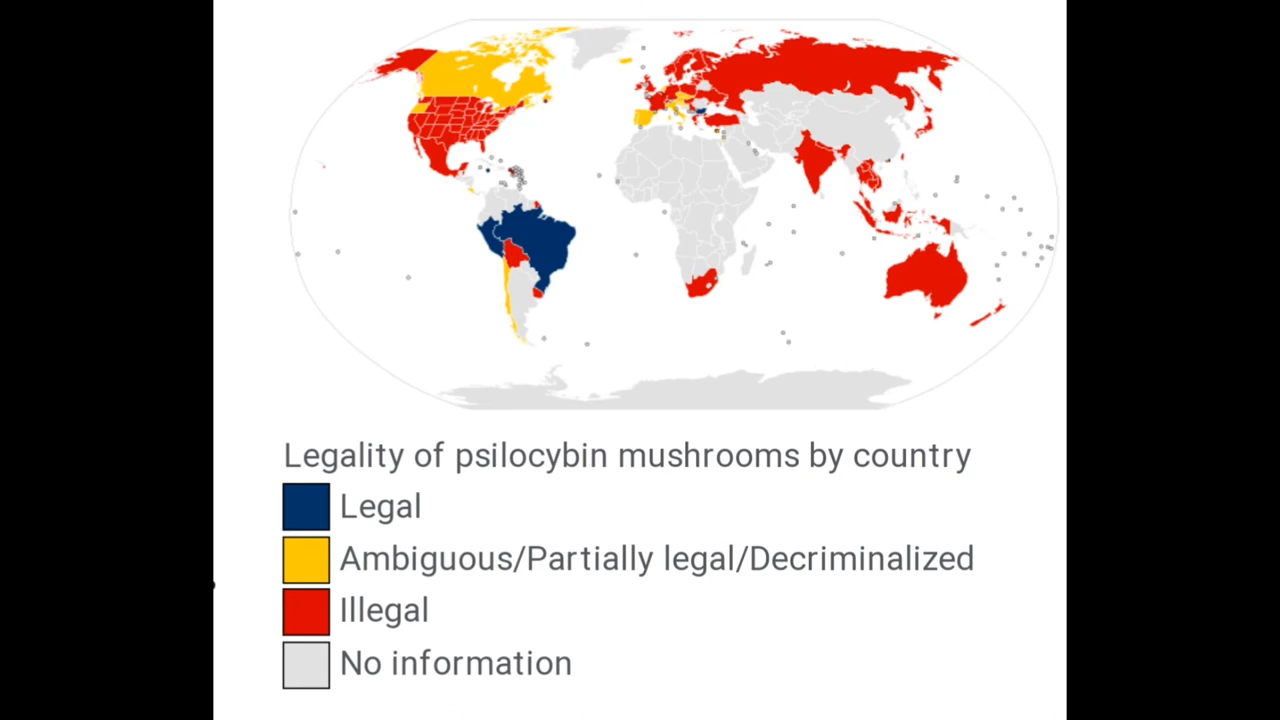 Legality of psilocybin mushrooms by country
Legal
Ambiguous/Partially legal/Decriminalized
Illegal
No information